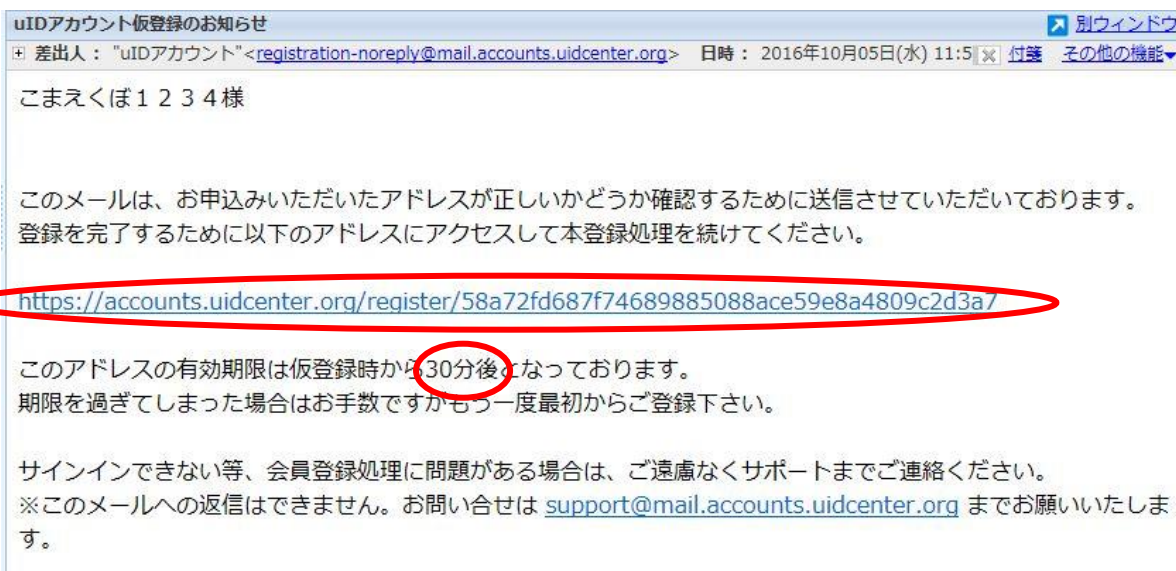 uIDアカウント仮登録のお知らせ 別ウィンドウ
差出人： "uIDアカウント"<registration-noreply@mail.accounts.uidcenter.org> 日時： 2016年10月05日(水) 11:5 付箋 その他の機能▼
こまえくぼ１２３４様
このメールは、お申込みいただいたアドレスが正しいかどうか確認するために送信させていただいております。
登録を完了するために以下のアドレスにアクセスして本登録処理を続けてください。
https://accounts.uidcenter.org/register/58a72fd687f74689885088ace59e8a4809c2d3a7
このアドレスの有効期限は仮登録時から30分後となっております。
期限を過ぎてしまった場合はお手数ですがもう一度最初からご登録下さい。
サインインできない等、会員登録処理に問題がある場合は、ご遠慮なくサポートまでご連絡ください。
※このメールへの返信はできません。お問い合せは support@mail.accounts.uidcenter.org までお願いいたしま
す。